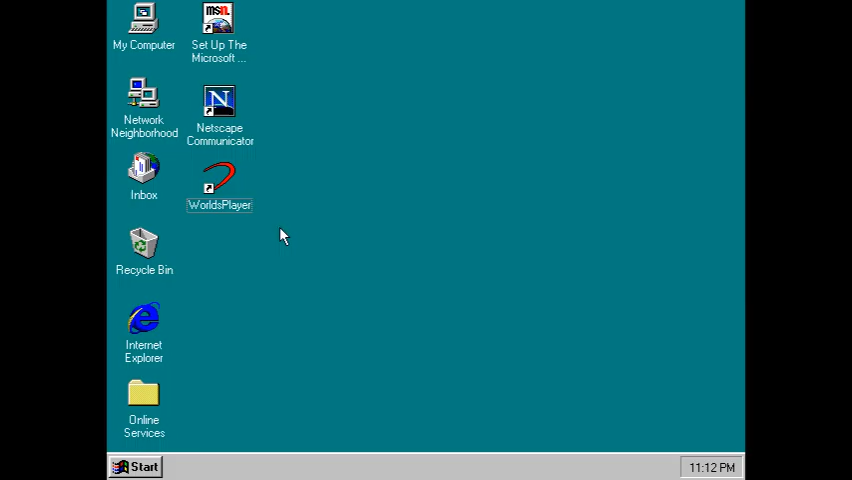 My Computer
msn
Set Up The
Microsoft ...
Network
Neighborhood
N
Netscape
Communicator
Inbox
WorldsPlayer
Recycle Bin
Internet
Explorer
Online
Services
Start
11:12 PM